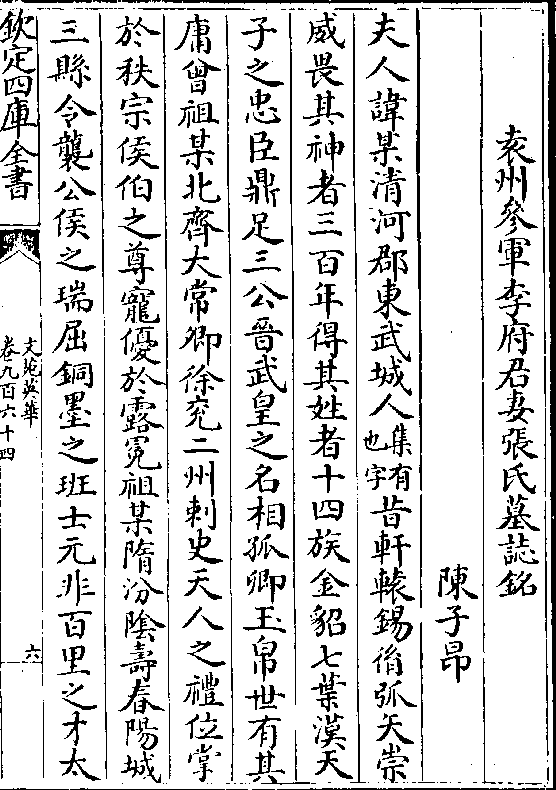 袁州參軍李府君妻張氏墓誌銘
陳子昂
夫人諱某清河郡東武城人集有也字昔軒轅錫脩弧矢崇
威畏其神者三百年得其姓者十四族金貂七葉漢天
子之忠臣鼎足三公晉武皇之名相孤卿玉帛世有其
庸曾祖某北齊大常卿徐兖二州刺史天人之禮位掌
於秩宗侯伯之尊寵優於露冕祖某隋汾陰壽春陽城
三縣令襲公侯之瑞屈銅墨之班士元非百里之才太
欽定四庫全書
文苑英華
卷九百六十四
六